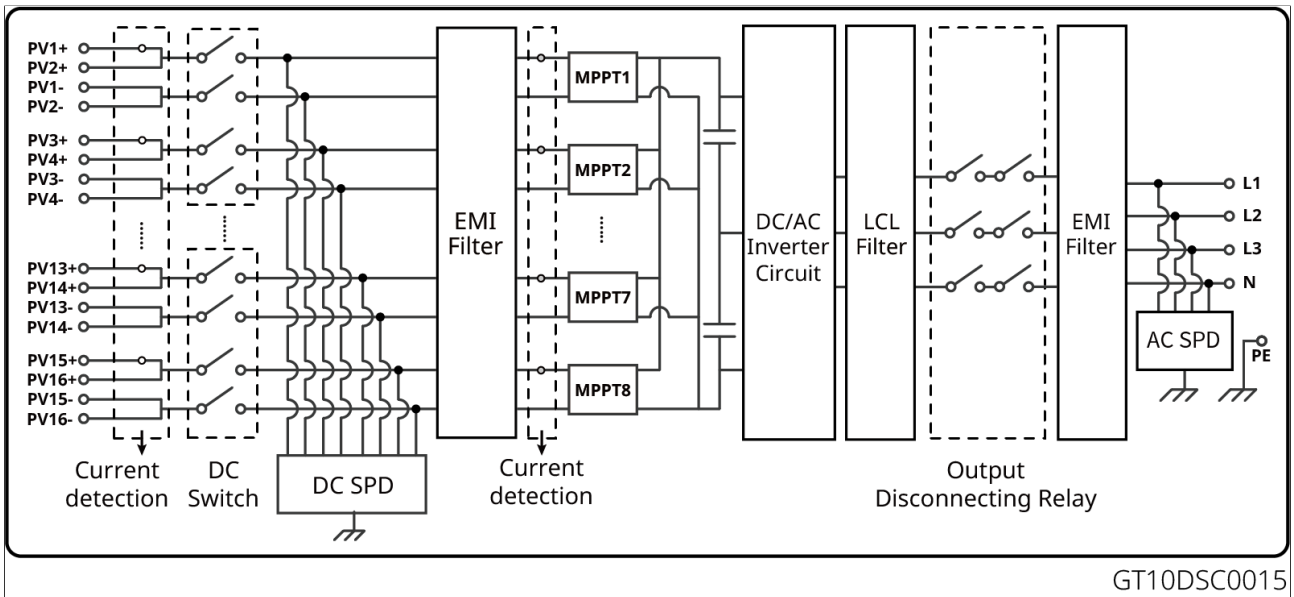 PV1+
PV2+
PV1-
PV2-
PV3+
PV4+
PV3-
PV4-
PV13+
PV14+
PV13-
PV14-
PV15+
PV16+
PV15-
PV16-
Current
detection
DC
Switch
DC SPD
EMI
Filter
Current
detection
MPPT1
MPPT2
MPPT7
MPPT8
DC/AC
Inverter
Circuit
LCL
Filter
Output
Disconnecting Relay
EMI
Filter
L1
L2
L3
N
AC SPD
PE
GT10DSC0015